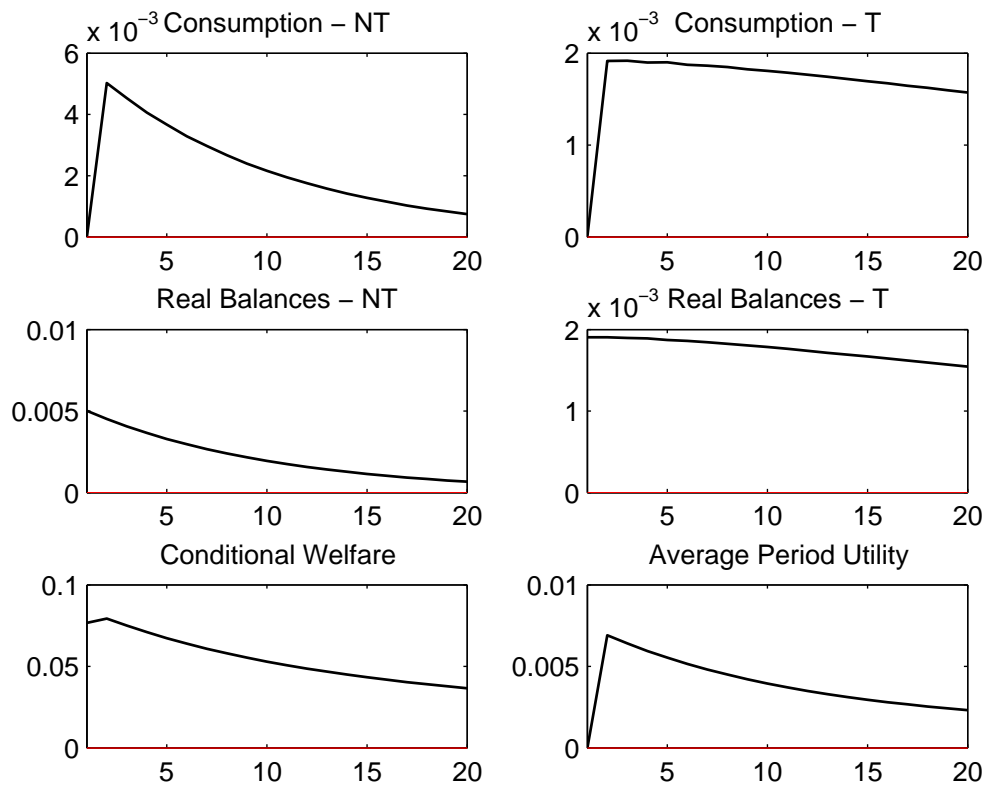 x 10−3 Consumption − NT
6
4
2
0
5 10 15 20
x 10−3 Consumption − T
2
1
0
5 10 15 20
Real Balances − NT
0.01
0.005
0
5 10 15 20
x 10−3 Real Balances − T
2
1
0
5 10 15 20
Conditional Welfare
0.1
0.05
0
5 10 15 20
Average Period Utility
0.01
0.005
0
5 10 15 20